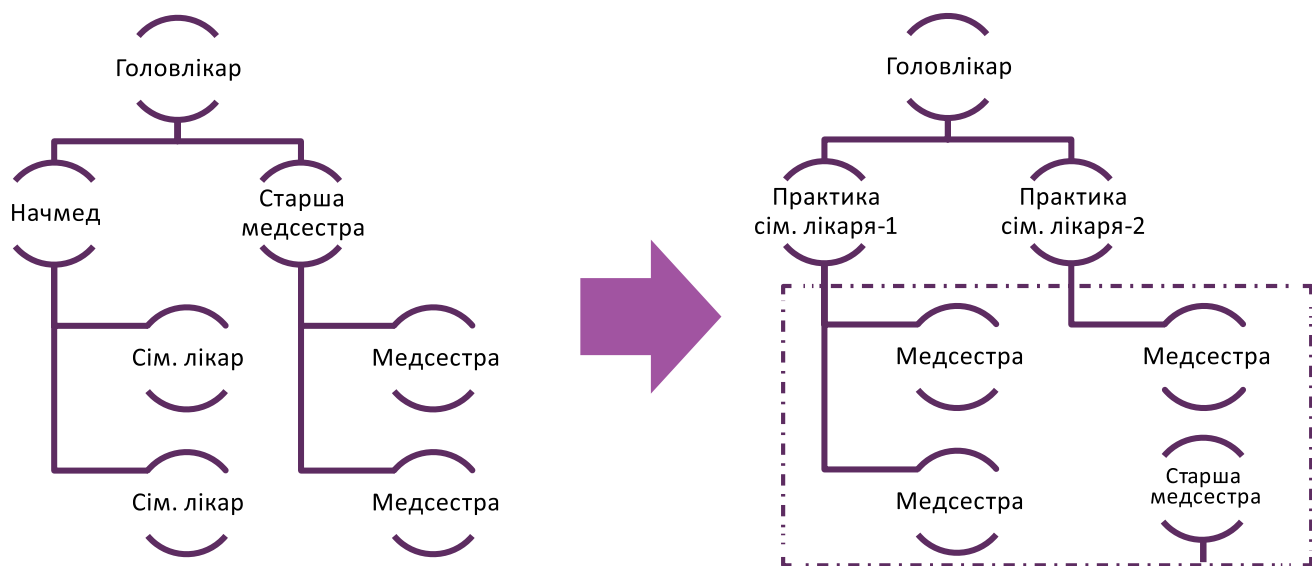 Головлікар
Начмед
Старша
медсестра
Сім. лікар
Медсестра
Сім. лікар
Медсестра
Головлікар
Практика
сім. лікаря-1
Практика
сім. лікаря-2
Медсестра
Медсестра
Медсестра
Старша
медсестра